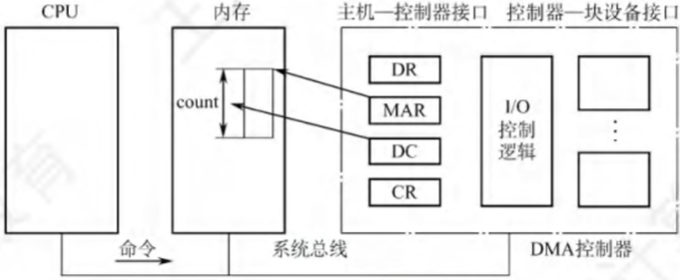 CPU
内存
主机—控制器接口
控制器—块设备接口
count
DR
MAR
DC
CR
I/O
控制
逻辑
命令
系统总线
DMA控制器